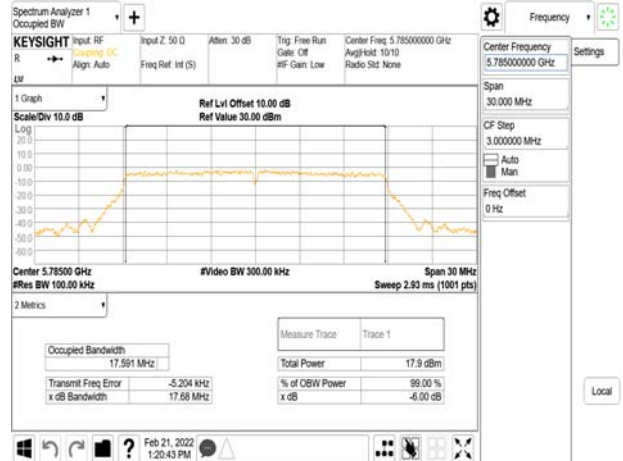 Spectrum Analyzer 1
Occupied BW
+
Frequency
KEYSIGHT
R
Input: RF
Coupling: DC
Align: Auto
Input Z: 50 Ω
Freq Ref: Int (S)
Atten: 30 dB
Trig: Free Run
Gate: Off
#IF Gain: Low
Center Freq: 5.785000000 GHz
Avg|Hold: 10/10
Radio Std: None
Center Frequency
5.785000000 GHz
Settings
Span
30.000 MHz
CF Step
3.000000 MHz
Auto
Man
Freq Offset
0 Hz
1 Graph
Scale/Div 10.0 dB
Ref Lvl Offset 10.00 dB
Ref Value 30.00 dBm
Log
20.0
10.0
0.00
-10.0
-20.0
-30.0
-40.0
-50.0
-60.0
Center 5.78500 GHz
#Res BW 100.00 kHz
#Video BW 300.00 kHz
Span 30 MHz
Sweep 2.93 ms (1001 pts)
2 Metrics
Measure Trace
Trace 1
Occupied Bandwidth
17.591 MHz
Total Power
17.9 dBm
Transmit Freq Error
-5.204 kHz
% of OBW Power
99.00 %
x dB Bandwidth
17.68 MHz
x dB
-6.00 dB
Local
?
Feb 21, 2022
1:20:43 PM